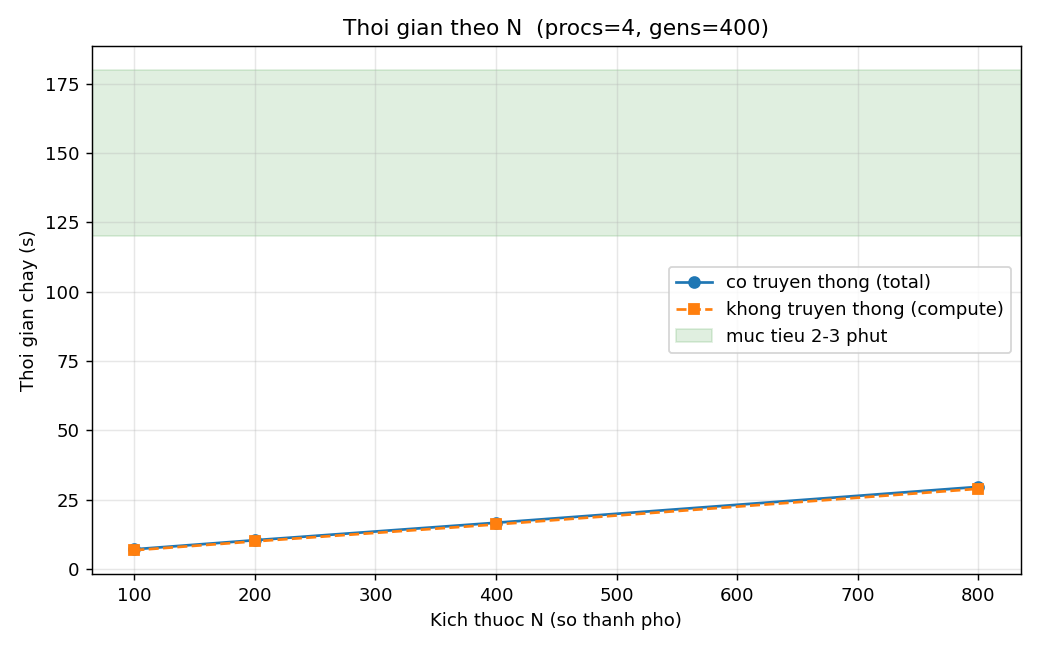 Thoi gian theo N  (procs=4, gens=400)
175
150
125
100
75
50
25
0
Thoi gian chay (s)
co truyen thong (total)
khong truyen thong (compute)
muc tieu 2-3 phut
100 200 300 400 500 600 700 800
Kich thuoc N (so thanh pho)